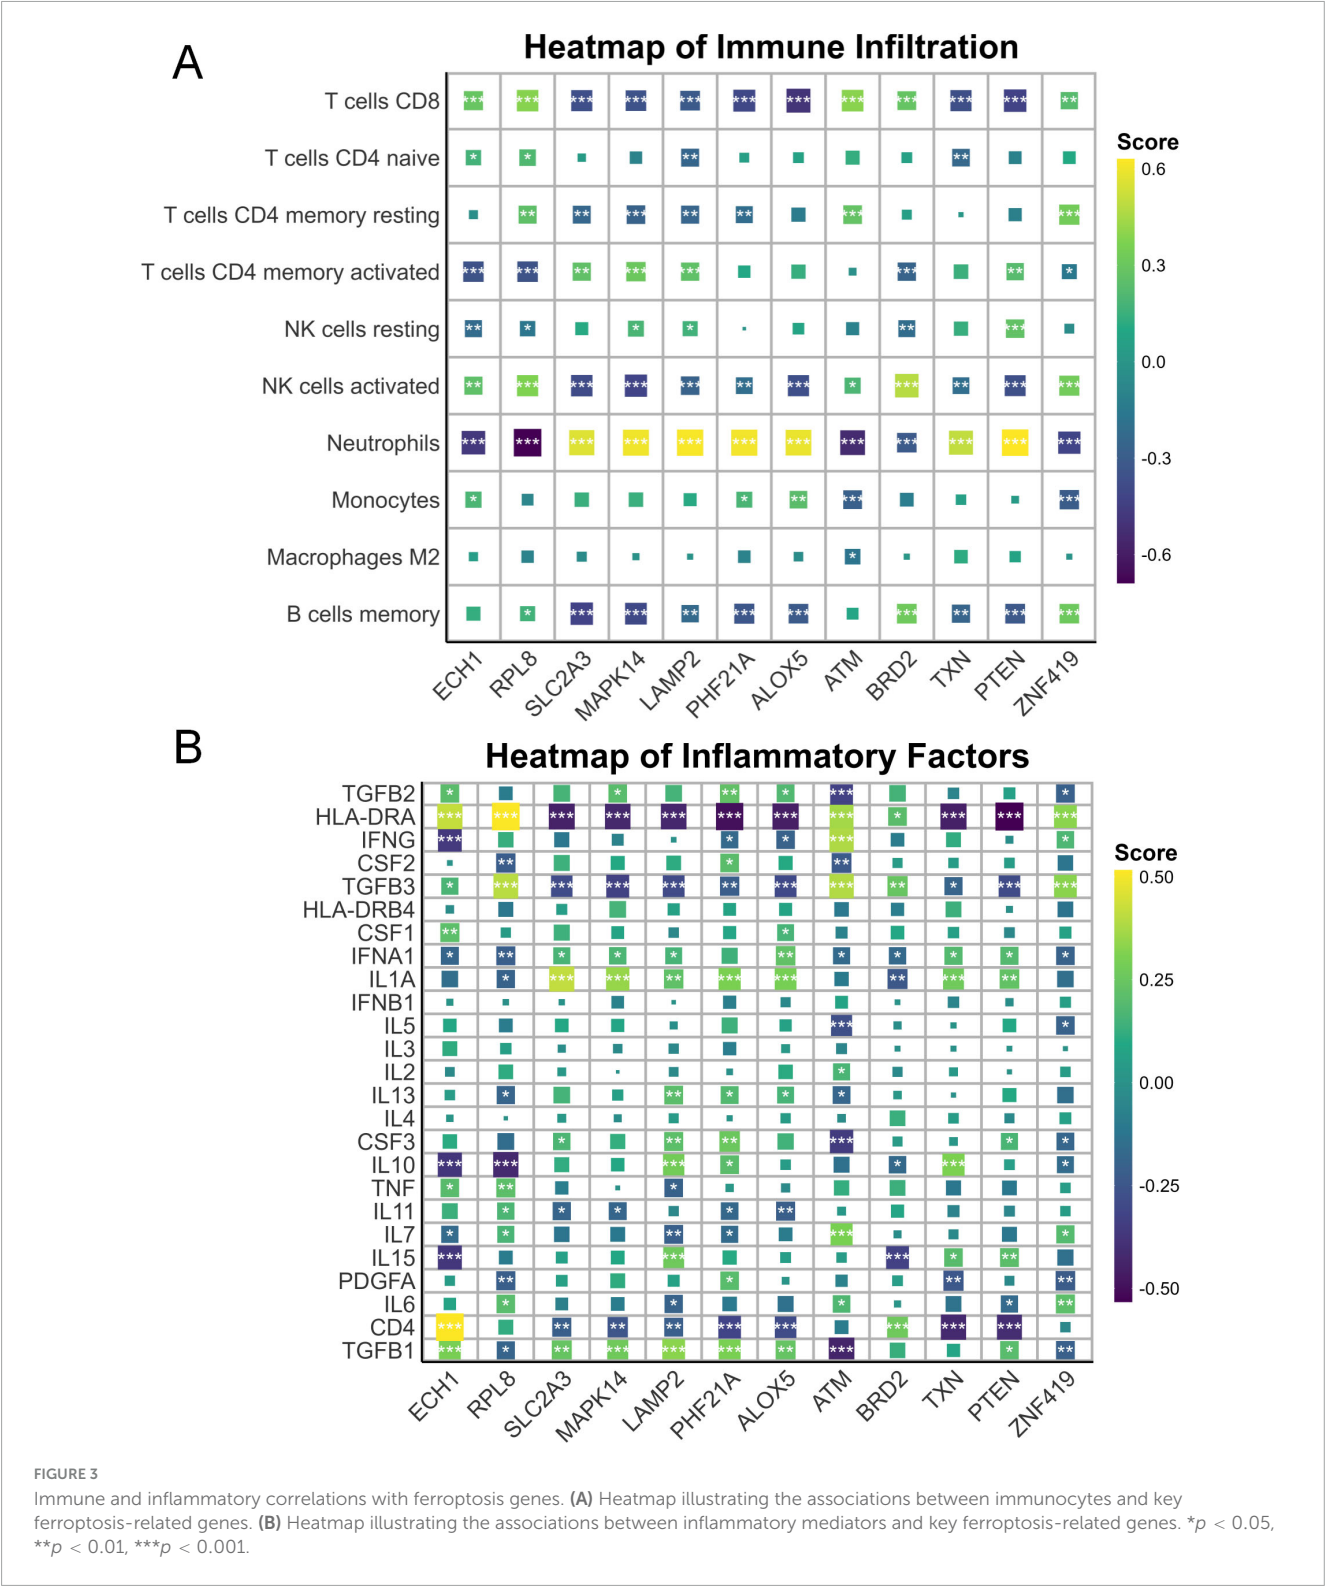 A
Heatmap of Immune Infiltration
T cells CD8 *** *** *** *** *** *** *** *** *** *** *** **
T cells CD4 naive * * ** **
T cells CD4 memory resting ** ** *** ** ** *** ***
T cells CD4 memory activated *** *** ** *** *** *** ** *
NK cells resting ** * * * ** ***
NK cells activated ** *** *** *** *** ** *** * *** ** *** ***
Neutrophils *** *** *** *** *** *** *** *** *** *** *** ***
Monocytes * * ** *** ***
Macrophages M2 *
B cells memory * *** *** ** *** *** *** ** *** ***
ECH1 RPL8 SLC2A3 MAPK14 LAMP2 PHF21A ALOX5 ATM BRD2 TXN PTEN ZNF419
Score
0.6
0.3
0.0
-0.3
-0.6
B
Heatmap of Inflammatory Factors
TGFB2 * * ** * *** *
HLA-DRA *** *** *** *** *** *** *** *** * *** *** ***
IFNG *** * * *** *
CSF2 ** * **
TGFB3 * *** *** *** *** ** *** *** ** * *** ***
HLA-DRB4
CSF1 ** *
IFNA1 * ** * * * ** * * * * *
IL1A * *** *** ** *** *** ** *** **
IFNB1
IL5 *** *
IL3
IL2 *
IL13 * ** * * *
IL4
CSF3 * ** ** *** * *
IL10 *** *** *** * * *** *
TNF * ** *
IL11 * * * * **
IL7 * * ** * *** *
IL15 *** *** *** * **
PDGFA ** * ** **
IL6 * * * * **
CD4 *** ** ** ** *** *** *** *** ***
TGFB1 *** * ** *** *** *** ** *** * **
ECH1 RPL8 SLC2A3 MAPK14 LAMP2 PHF21A ALOX5 ATM BRD2 TXN PTEN ZNF419
Score
0.50
0.25
0.00
-0.25
-0.50
FIGURE 3
Immune and inflammatory correlations with ferroptosis genes. (A) Heatmap illustrating the associations between immunocytes and key
ferroptosis-related genes. (B) Heatmap illustrating the associations between inflammatory mediators and key ferroptosis-related genes. *p < 0.05,
**p < 0.01, ***p < 0.001.